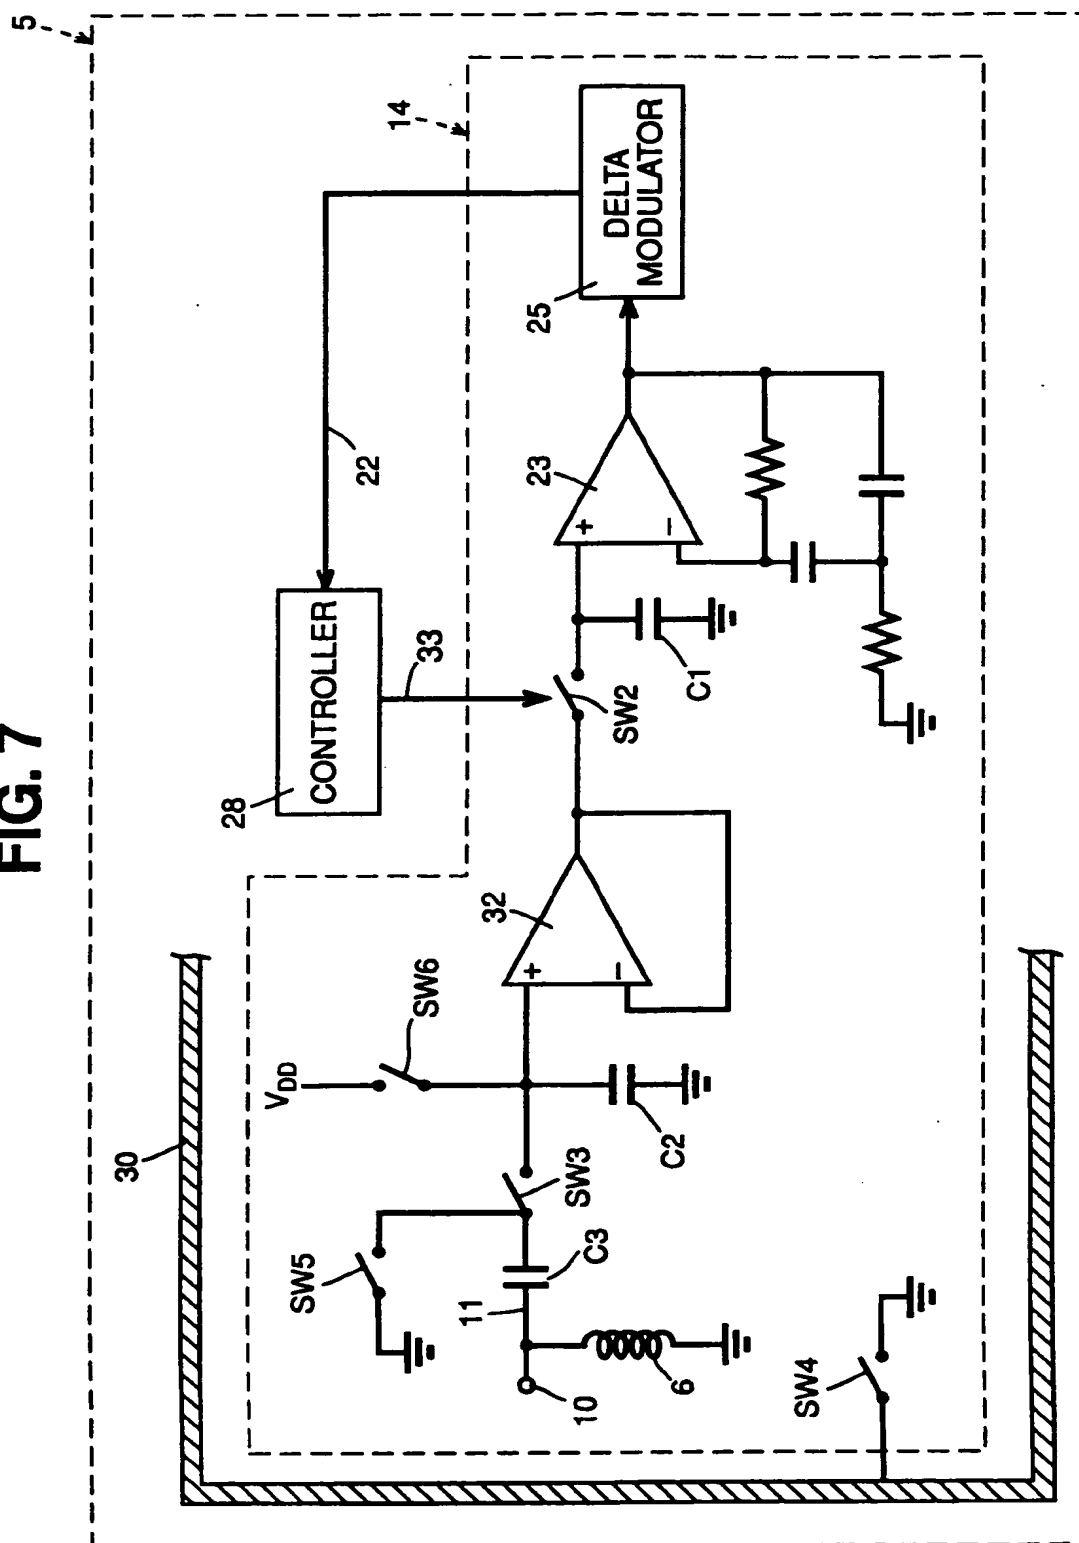 FIG. 7
5
14
28
CONTROLLER
22
33
25
DELTA
MODULATOR
30
VDD
SW6
32
+
−
23
+
−
SW5
11
C3
SW3
C2
SW2
C1
10
6
SW4